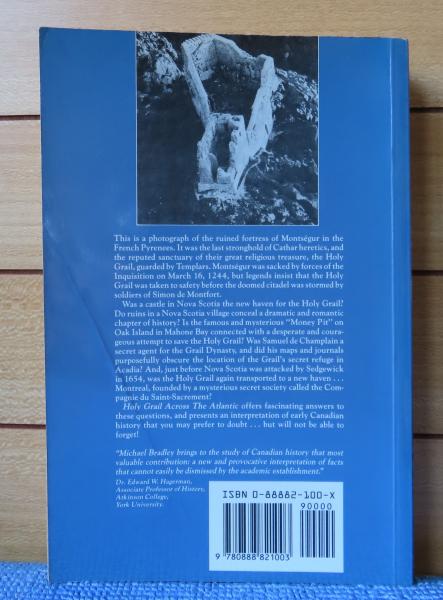 This is a photograph of the ruined fortress of Montségur in the
French Pyrenees. It was the last stronghold of Cathar heretics, and
the reputed sanctuary of their great religious treasure, the Holy
Grail, guarded by Templars. Montségur was sacked by forces of the
Inquisition on March 16, 1244, but legends insist that the Holy
Grail was taken to safety before the doomed citadel was stormed by
soldiers of Simon de Montfort.
Was a castle in Nova Scotia the new haven for the Holy Grail?
Do ruins in a Nova Scotia village conceal a dramatic and romantic
chapter of history? Is the famous and mysterious “Money Pit” on
Oak Island in Mahone Bay connected with a desperate and coura-
geous attempt to save the Holy Grail? Was Samuel de Champlain a
secret agent for the Grail Dynasty, and did his maps and journals
purposefully obscure the location of the Grail's secret refuge in
Acadia? And, just before Nova Scotia was attacked by Sedgewick
in 1654, was the Holy Grail again transported to a new haven . . .
Montreal, founded by a mysterious secret society called the Com-
pagnie du Saint-Sacrement?
Holy Grail Across The Atlantic offers fascinating answers to
these questions, and presents an interpretation of early Canadian
history that you may prefer to doubt . . . but will not be able to
forget!
“Michael Bradley brings to the study of Canadian history that most
valuable contribution: a new and provocative interpretation of facts
that cannot easily be dismissed by the academic establishment.”
Dr. Edward W. Hagerman,
Associate Professor of History,
Atkinson College,
York University.
ISBN 0-88882-100-X
90000
9 780888 821003